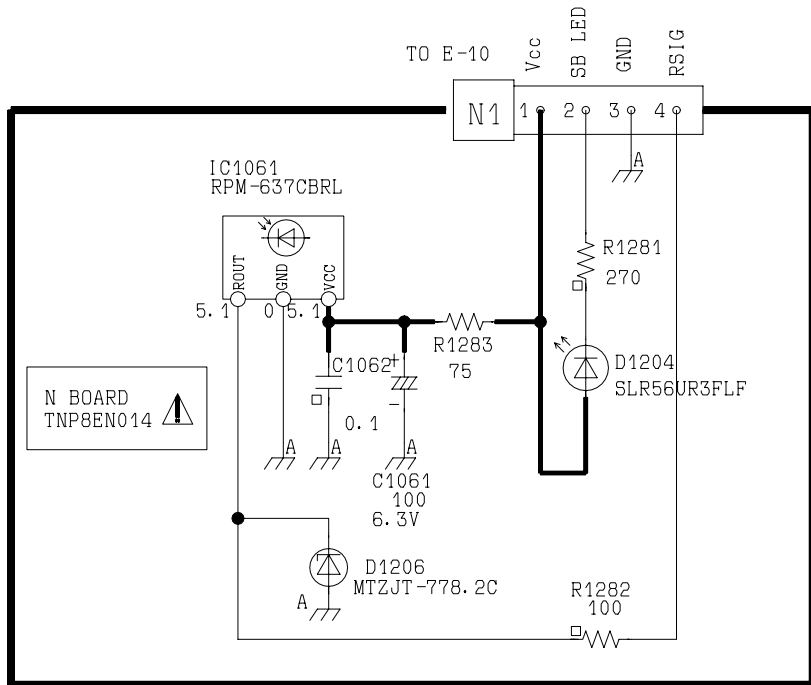 TO E-10
Vcc
SB LED
GND
RSIG
N1
1 2 3 4
A
IC1061
RPM-637CBRL
ROUT
GND
VCC
5.1 0 5.1
R1281
270
R1283
75
D1204
SLR56UR3FLF
C1062
0.1
+
-
N BOARD
TNP8EN014
!
A A A
C1061
100
6.3V
D1206
MTZJT-778.2C
A
R1282
100